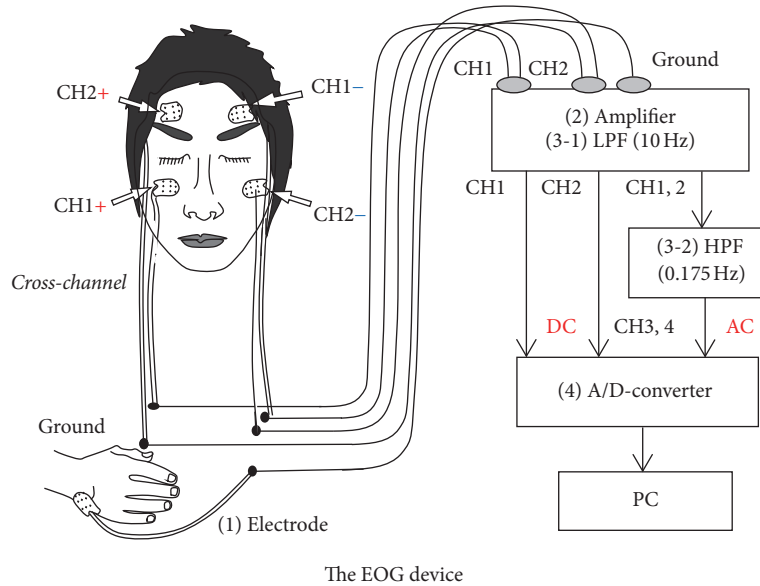 CH2+
CH1−
CH1+
CH2−
Cross-channel
Ground
(1) Electrode
CH1
CH2
Ground
(2) Amplifier
(3-1) LPF (10 Hz)
CH1
CH2
CH1, 2
(3-2) HPF
(0.175 Hz)
DC
CH3, 4
AC
(4) A/D-converter
PC
The EOG device